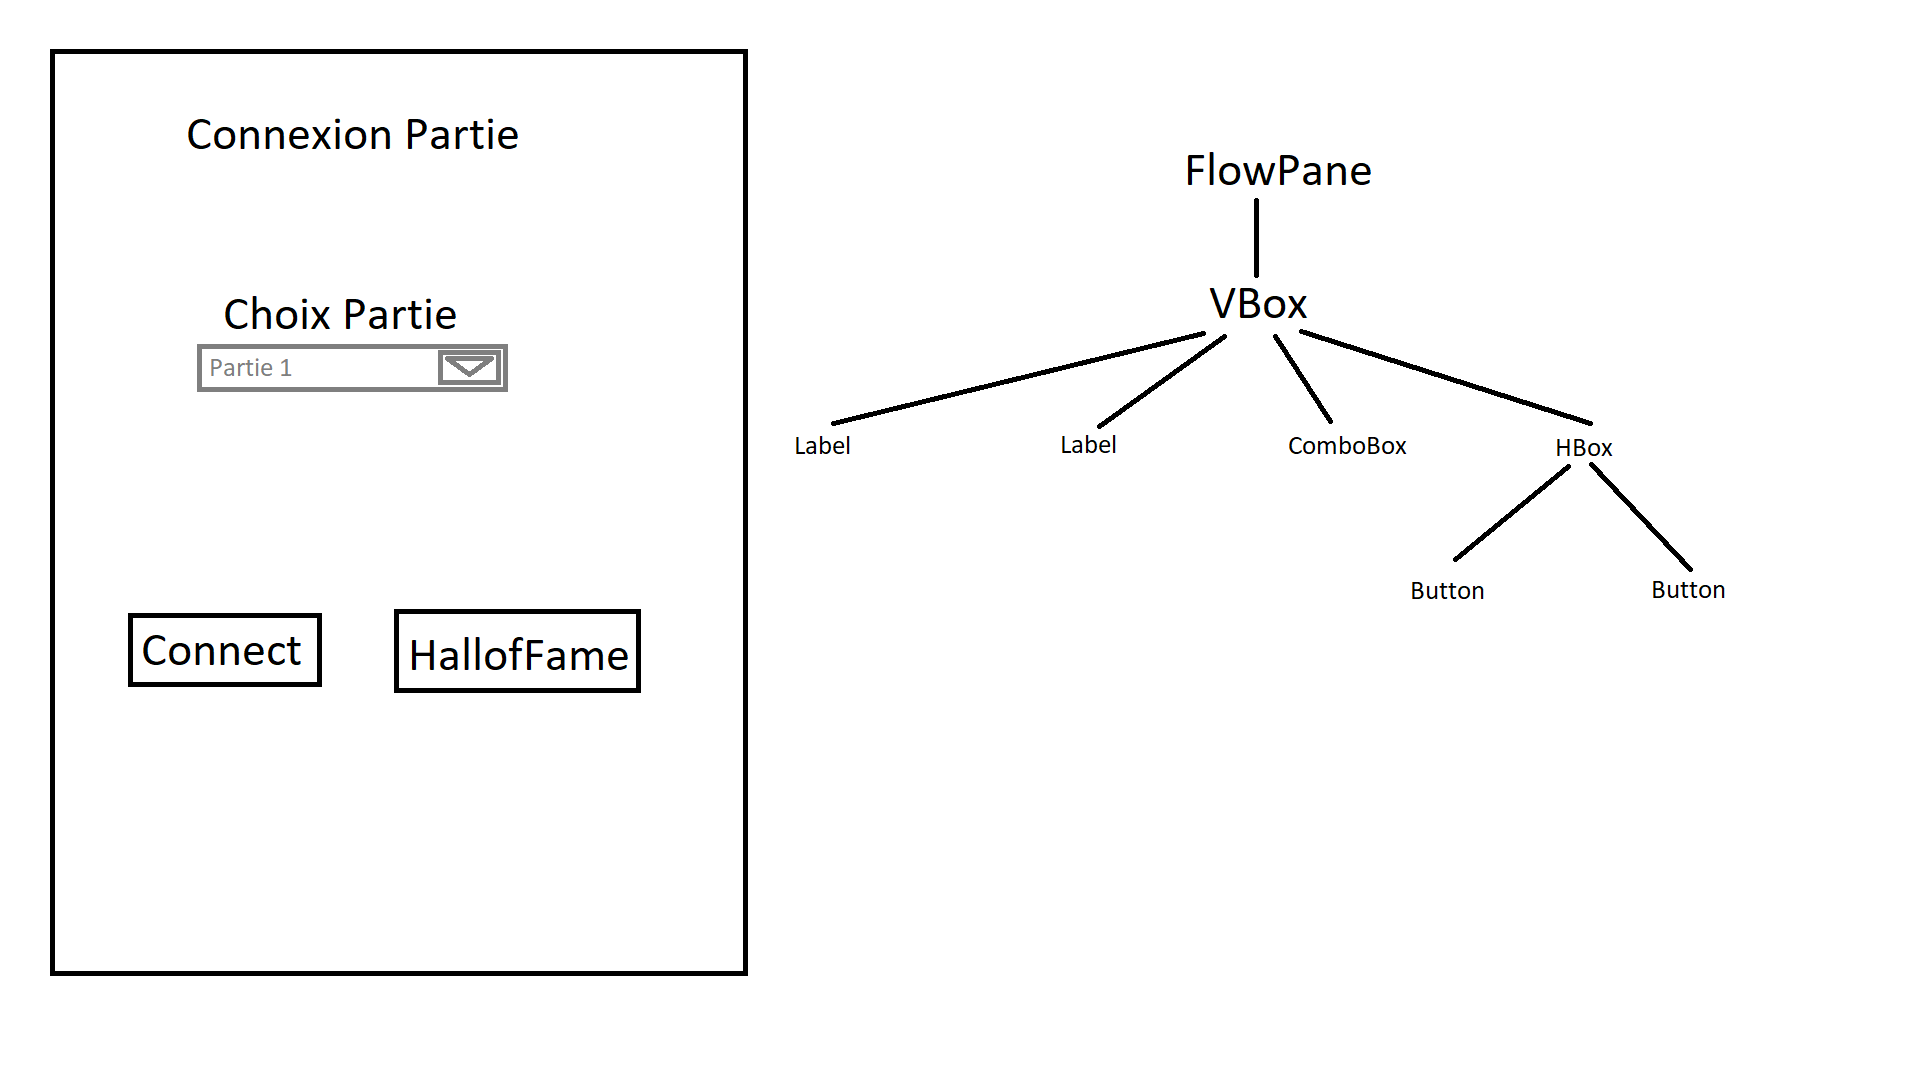 Connexion Partie
Choix Partie
Partie 1
Connect
HallofFame
FlowPane
VBox
Label
Label
ComboBox
HBox
Button
Button